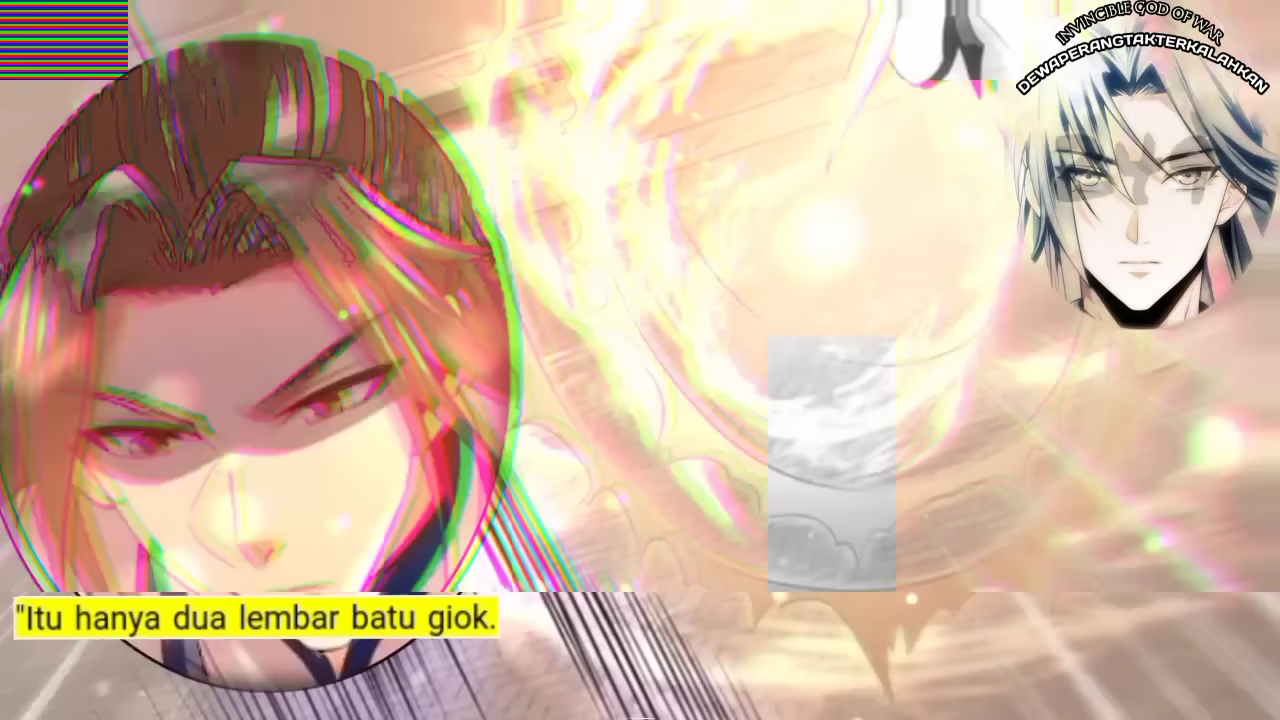 INVINCIBLE GOD OF WAR
DEWAPERANGTAKTERKALAHKAN
"Itu hanya dua lembar batu giok.